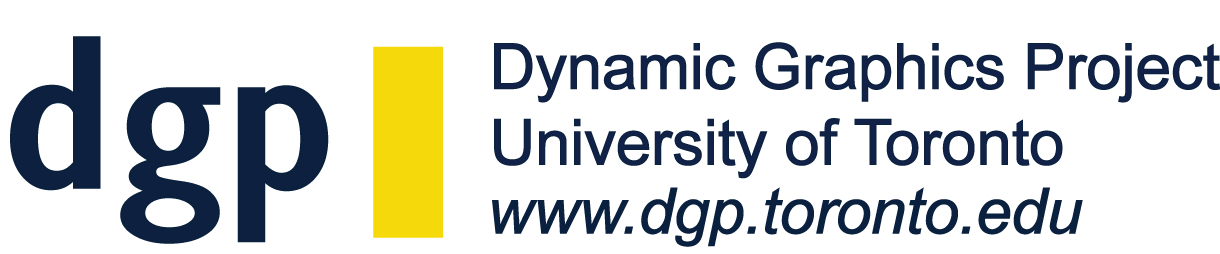 dgp
Dynamic Graphics Project
University of Toronto
www.dgp.toronto.edu